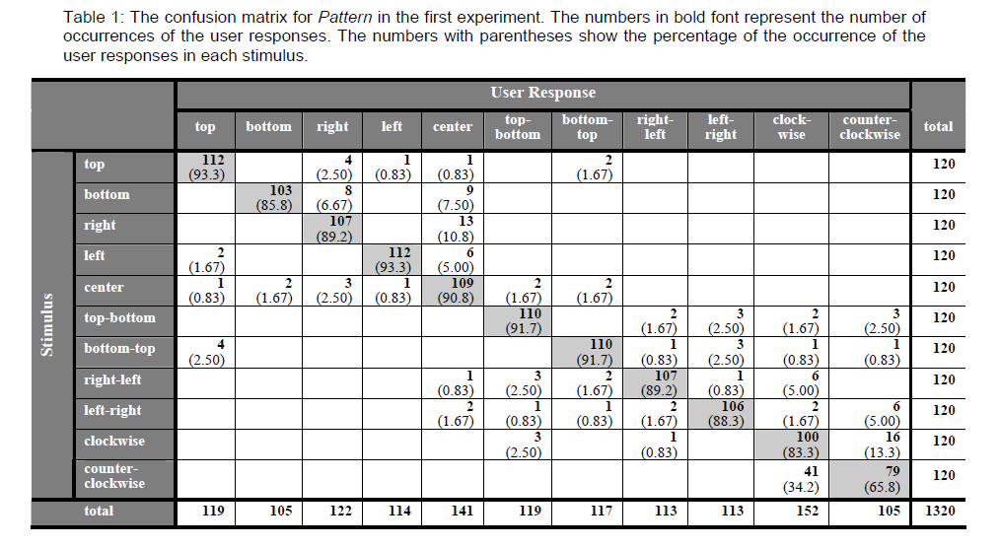 Table 1: The confusion matrix for Pattern in the first experiment. The numbers in bold font represent the number of
occurrences of the user responses. The numbers with parentheses show the percentage of the occurrence of the
user responses in each stimulus.
User Response
top bottom right left center top-bottom bottom-top right-left left-right clock-wise counter-clockwise total
Stimulus
top 112 (93.3) 4 (2.50) 1 (0.83) 1 (0.83) 2 (1.67) 120
bottom 103 (85.8) 8 (6.67) 9 (7.50) 120
right 107 (89.2) 13 (10.8) 120
left 2 (1.67) 112 (93.3) 6 (5.00) 120
center 1 (0.83) 2 (1.67) 3 (2.50) 1 (0.83) 109 (90.8) 2 (1.67) 2 (1.67) 120
top-bottom 110 (91.7) 2 (1.67) 3 (2.50) 2 (1.67) 3 (2.50) 120
bottom-top 4 (2.50) 110 (91.7) 1 (0.83) 3 (2.50) 1 (0.83) 1 (0.83) 120
right-left 1 (0.83) 3 (2.50) 2 (1.67) 107 (89.2) 1 (0.83) 6 (5.00) 120
left-right 2 (1.67) 1 (0.83) 1 (0.83) 2 (1.67) 106 (88.3) 2 (1.67) 6 (5.00) 120
clockwise 3 (2.50) 1 (0.83) 100 (83.3) 16 (13.3) 120
counter-clockwise 41 (34.2) 79 (65.8) 120
total 119 105 122 114 141 119 117 113 113 152 105 1320